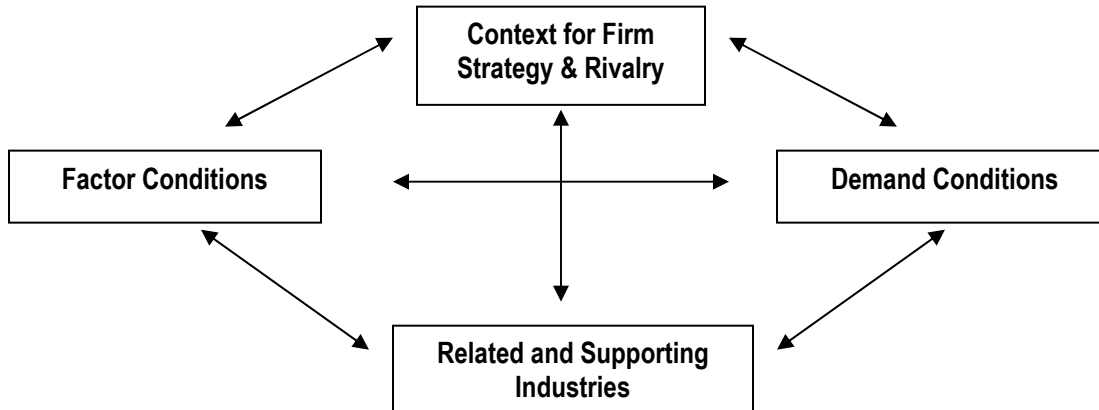 Context for Firm
Strategy & Rivalry
Factor Conditions
Demand Conditions
Related and Supporting
Industries